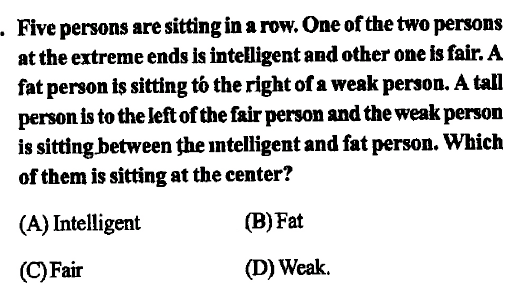 . Five persons are sitting in a row. One of the two persons
at the extreme ends is intelligent and other one is fair. A
fat person is sitting to the right of a weak person. A tall
person is to the left of the fair person and the weak person
is sitting between the intelligent and fat person. Which
of them is sitting at the center?
(A) Intelligent (B) Fat
(C) Fair (D) Weak.